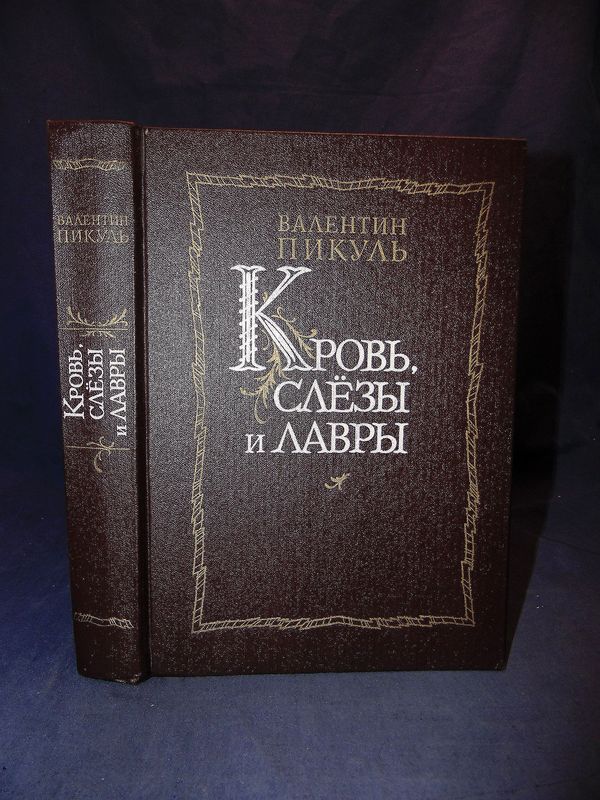 ВАЛЕНТИН
ПИКУЛЬ
КРОВЬ,
СЛЁЗЫ
И ЛАВРЫ
ВАЛЕНТИН
ПИКУЛЬ
КРОВЬ,
СЛЁЗЫ
И ЛАВРЫ